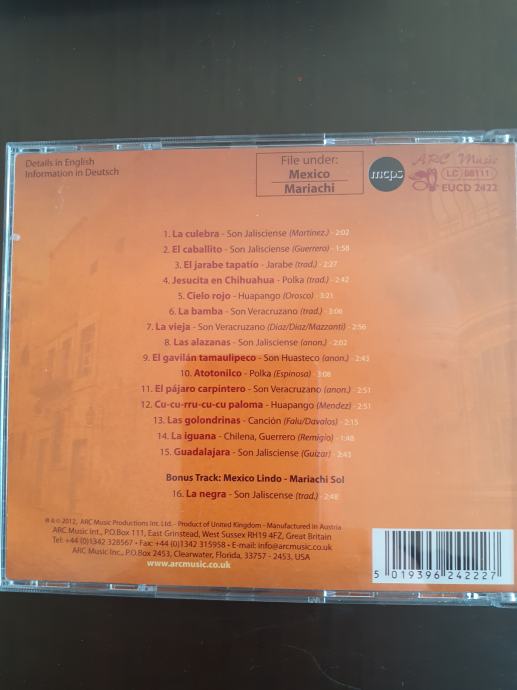 Details in English
Information in Deutsch
File under:
Mexico
Mariachi
mcps
ARC Music
LC 08111
EUCD 2422
1. La culebra - Son Jalisciense (Martinez.) - 2:02
2. El caballito - Son Jalisciense (Guerrero) - 1:58
3. El jarabe tapatío - Jarabe (trad.) - 2:27
4. Jesucita en Chihuahua - Polka (trad.) - 2:42
5. Cielo rojo - Huapango (Orosco) - 3:21
6. La bamba - Son Veracruzano (trad.) - 3:06
7. La vieja - Son Veracruzano (Diaz/Diaz/Mazzanti) - 2:56
8. Las alazanas - Son Jalisciense (anon.) - 2:02
9. El gavilán tamaulipeco - Son Huasteco (anon.) - 2:43
10. Atotonilco - Polka (Espinosa) - 3:06
11. El pájaro carpintero - Son Veracruzano (anon.) - 2:51
12. Cu-cu-rru-cu-cu paloma - Huapango (Mendez) - 2:51
13. Las golondrinas - Canción (Falu/Davalos) - 2:15
14. La iguana - Chilena, Guerrero (Remigio) - 1:48
15. Guadalajara - Son Jalisciense (Guizar) - 2:43
Bonus Track: Mexico Lindo - Mariachi Sol
16. La negra - Son Jaliscense (trad.) - 2:48
℗ & © 2012, ARC Music Productions Int. Ltd. - Product of United Kingdom - Manufactured in Austria
ARC Music Int., P.O.Box 111, East Grinstead, West Sussex RH19 4FZ, Great Britain
Tel: +44 (0)1342 328567 • Fax: +44 (0)1342 315958 • E-mail: info@arcmusic.co.uk
ARC Music Inc., P.O.Box 2453, Clearwater, Florida, 33757 - 2453, USA
www.arcmusic.co.uk
5 019396 242227